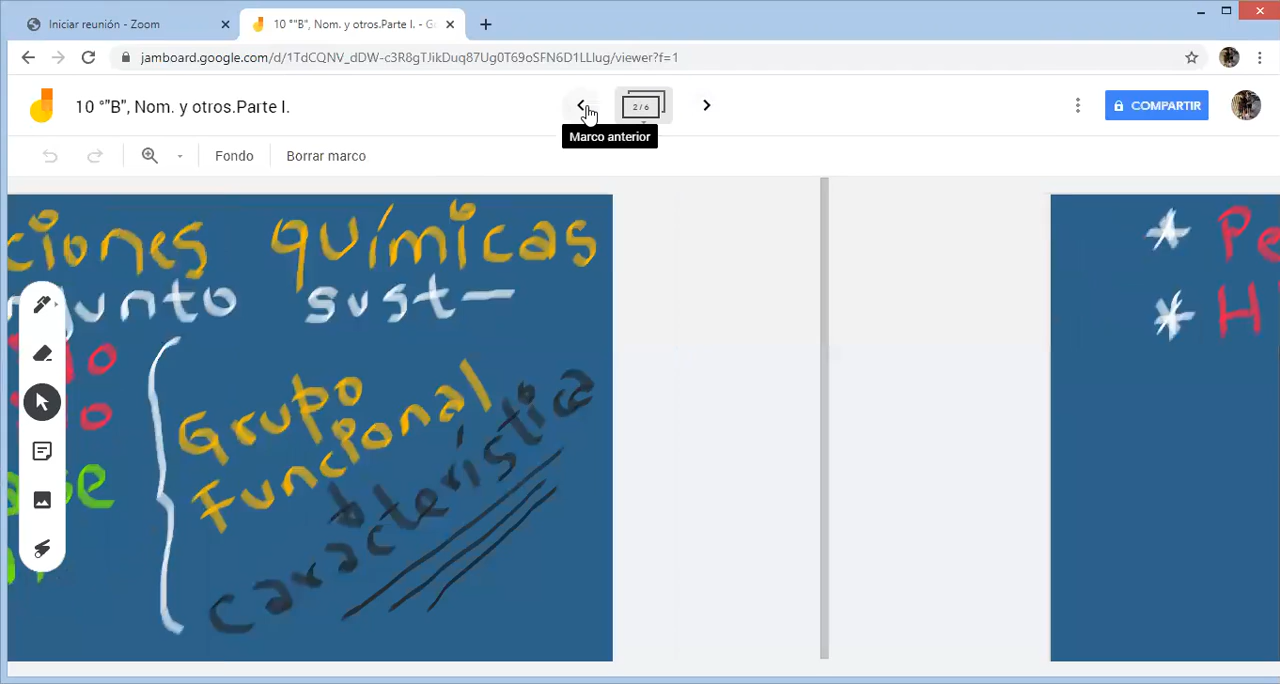 Iniciar reunión - Zoom
10 °"B", Nom. y otros.Parte I. - G
jamboard.google.com/d/1TdCQNV_dDW-c3R8gTJikDuq87Ug0T69oSFN6D1LLlug/viewer?f=1
10 °"B", Nom. y otros.Parte I.
2 / 6
COMPARTIR
Marco anterior
Fondo
Borrar marco
ciones químicas
njunto sust-
Grupo
Funcional
característica
* Pe
* H